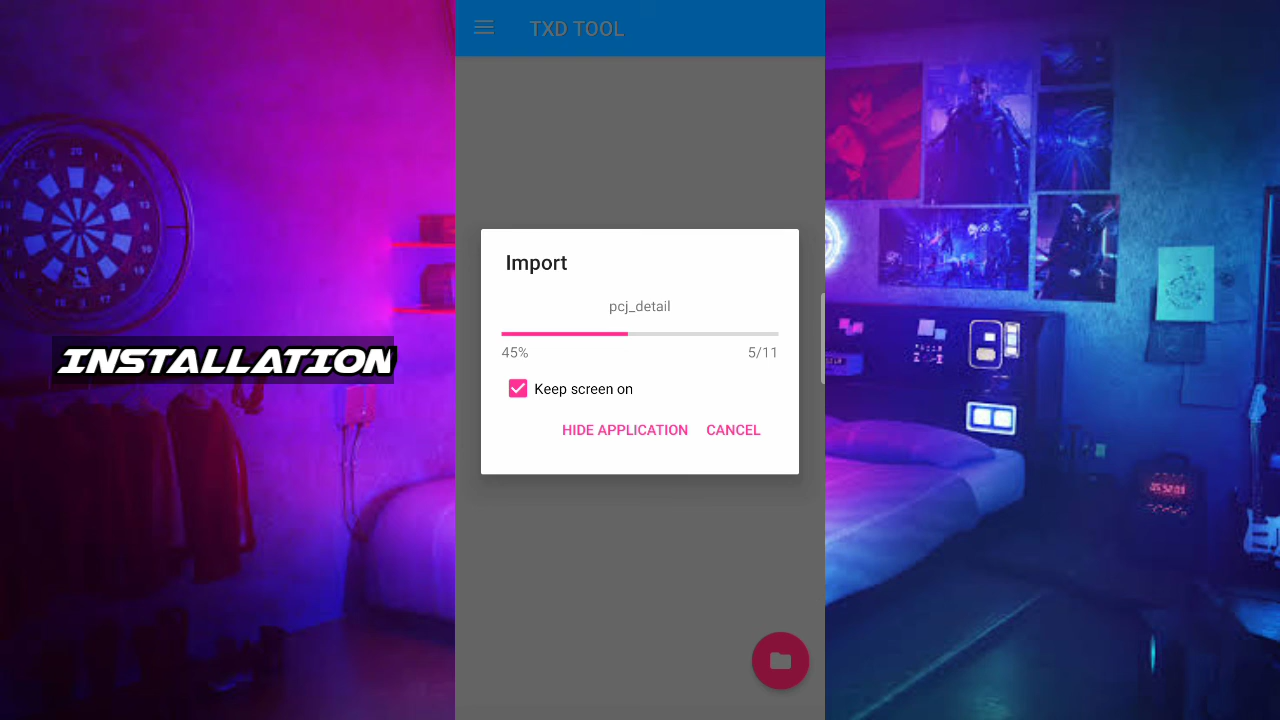 TXD TOOL
Import
pcj_detail
45%
5/11
Keep screen on
HIDE APPLICATION
CANCEL
INSTALLATION